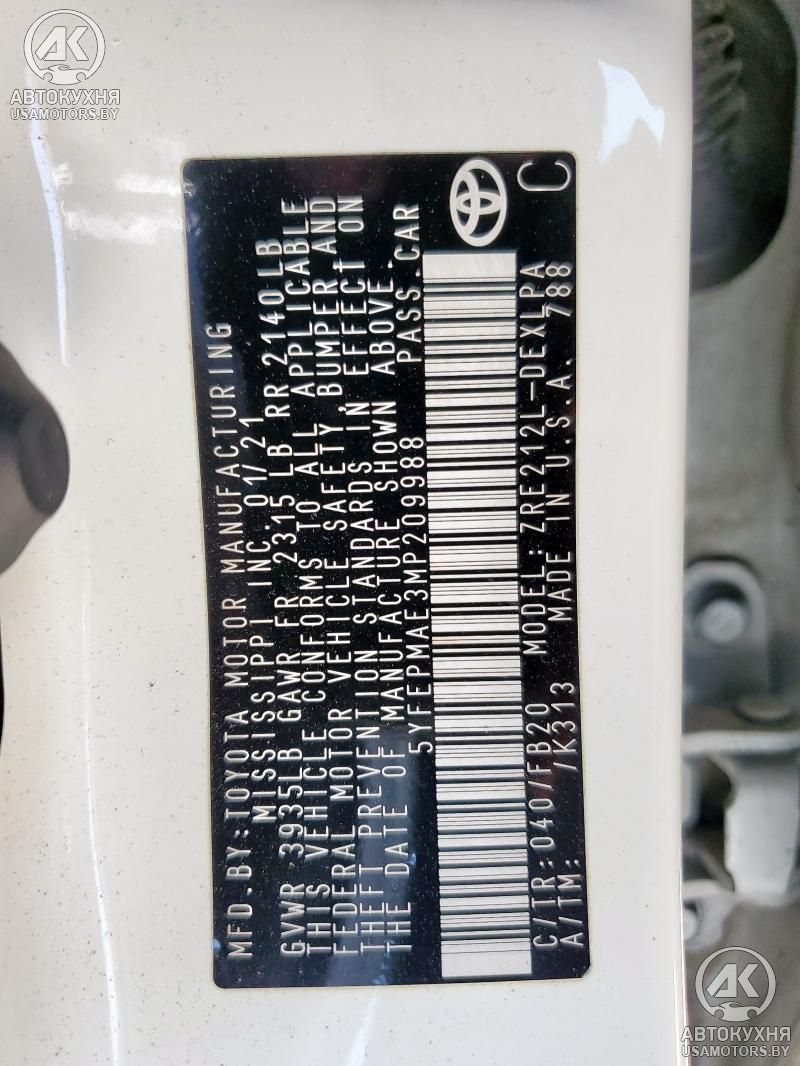 AK
АВТОКУХНЯ
USAMOTORS.BY
MFD.BY:TOYOTA MOTOR MANUFACTURING
MISSISSIPPI INC. 01/21
GVWR 3935LB GAWR FR 2315 LB RR 2140LB
THIS VEHICLE CONFORMS TO ALL APPLICABLE
FEDERAL MOTOR VEHICLE SAFETY, BUMPER AND
THEFT PREVENTION STANDARDS IN EFFECT ON
THE DATE OF MANUFACTURE SHOWN ABOVE.
5YFEPMAE3MP209988 PASS.CAR
C/TR: 040/FB20 MODEL: ZRE212L-DEXLPA
A/TM: /K313 MADE IN U.S.A. 788
C
AK
АВТОКУХНЯ
USAMOTORS.BY